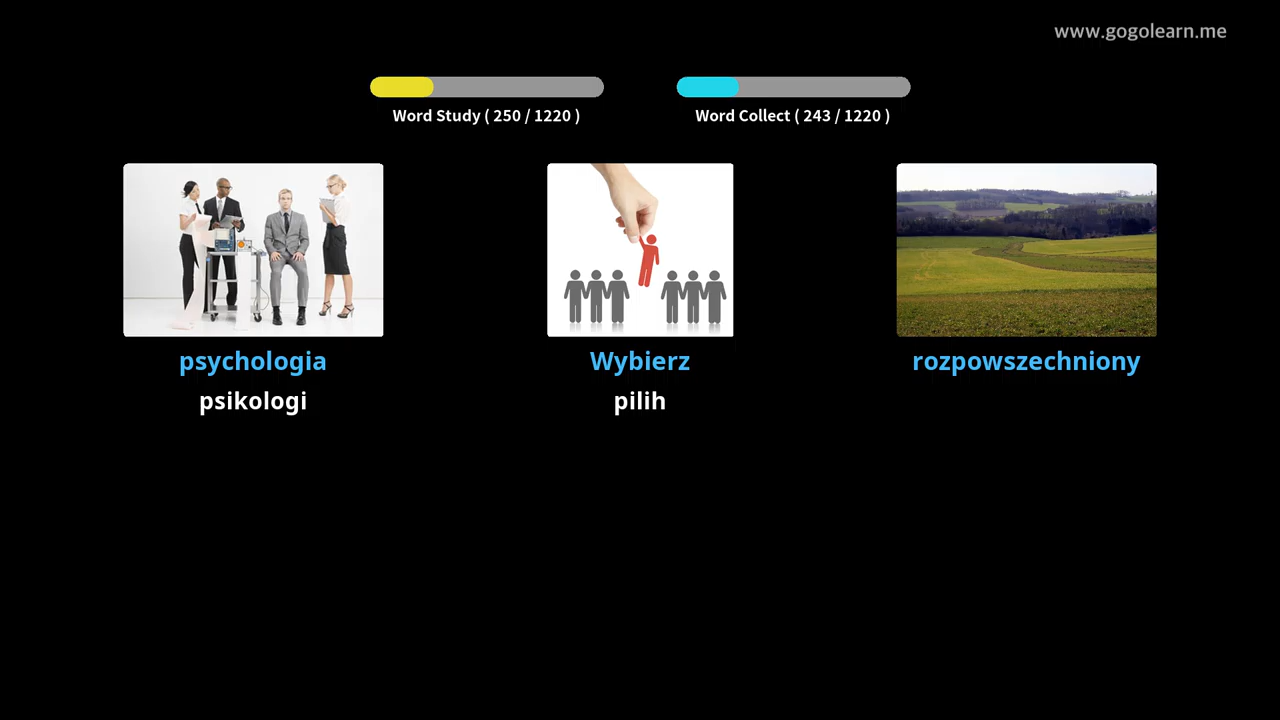 www.gogolearn.me
Word Study ( 250 / 1220 )
Word Collect ( 243 / 1220 )
psychologia
psikologi
Wybierz
pilih
rozpowszechniony